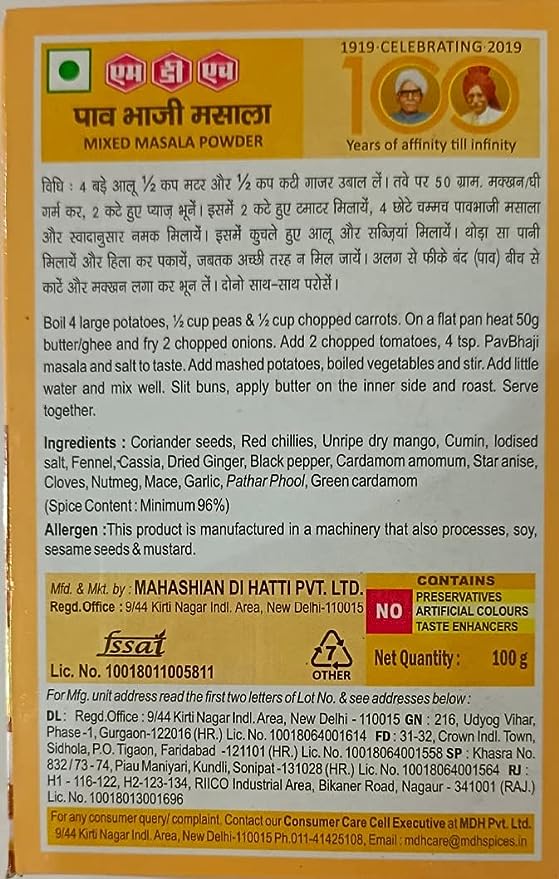 एम डी एच
पाव भाजी मसाला
MIXED MASALA POWDER
1919·CELEBRATING·2019
100
Years of affinity till infinity
विधि : 4 बड़े आलू ½ कप मटर और ½ कप कटी गाजर उबाल लें। तवे पर 50 ग्राम. मक्खन/घी
गर्म कर, 2 कटे हुए प्याज़ भूनें। इसमें 2 कटे हुए टमाटर मिलायें, 4 छोटे चम्मच पावभाजी मसाला
और स्वादानुसार नमक मिलायें। इसमें कुचले हुए आलू और सब्ज़ियां मिलायें। थोड़ा सा पानी
मिलायें और हिला कर पकायें, जबतक अच्छी तरह न मिल जायें। अलग से फीके बंद (पाव) बीच से
काटें और मक्खन लगा कर भून लें। दोनो साथ-साथ परोसें।
Boil 4 large potatoes, ½ cup peas & ½ cup chopped carrots. On a flat pan heat 50g
butter/ghee and fry 2 chopped onions. Add 2 chopped tomatoes, 4 tsp. PavBhaji
masala and salt to taste. Add mashed potatoes, boiled vegetables and stir. Add little
water and mix well. Slit buns, apply butter on the inner side and roast. Serve
together.
Ingredients : Coriander seeds, Red chillies, Unripe dry mango, Cumin, Iodised
salt, Fennel, Cassia, Dried Ginger, Black pepper, Cardamom amomum, Star anise,
Cloves, Nutmeg, Mace, Garlic, Pathar Phool, Green cardamom
(Spice Content : Minimum 96%)
Allergen :This product is manufactured in a machinery that also processes, soy,
sesame seeds & mustard.
Mfd. & Mkt. by : MAHASHIAN DI HATTI PVT. LTD.
Regd.Office : 9/44 Kirti Nagar Indl. Area, New Delhi-110015
fssai
Lic. No. 10018011005811
7
OTHER
CONTAINS
NO
PRESERVATIVES
ARTIFICIAL COLOURS
TASTE ENHANCERS
Net Quantity : 100 g
For Mfg. unit address read the first two letters of Lot No. & see addresses below :
DL : Regd.Office : 9/44 Kirti Nagar Indl. Area, New Delhi - 110015 GN : 216, Udyog Vihar,
Phase-1, Gurgaon-122016 (HR.) Lic. No. 10018064001614 FD : 31-32, Crown Indl. Town,
Sidhola, P.O. Tigaon, Faridabad -121101 (HR.) Lic. No. 10018064001558 SP : Khasra No.
832/73-74, Piau Maniyari, Kundli, Sonipat-131028 (HR.) Lic. No. 10018064001564 RJ :
H1 - 116-122, H2-123-134, RIICO Industrial Area, Bikaner Road, Nagaur - 341001 (RAJ.)
Lic. No. 10018013001696
For any consumer query/ complaint. Contact our Consumer Care Cell Executive at MDH Pvt. Ltd.
9/44 Kirti Nagar Indl. Area, New Delhi-110015 Ph.011-41425108, Email : mdhcare@mdhspices.in